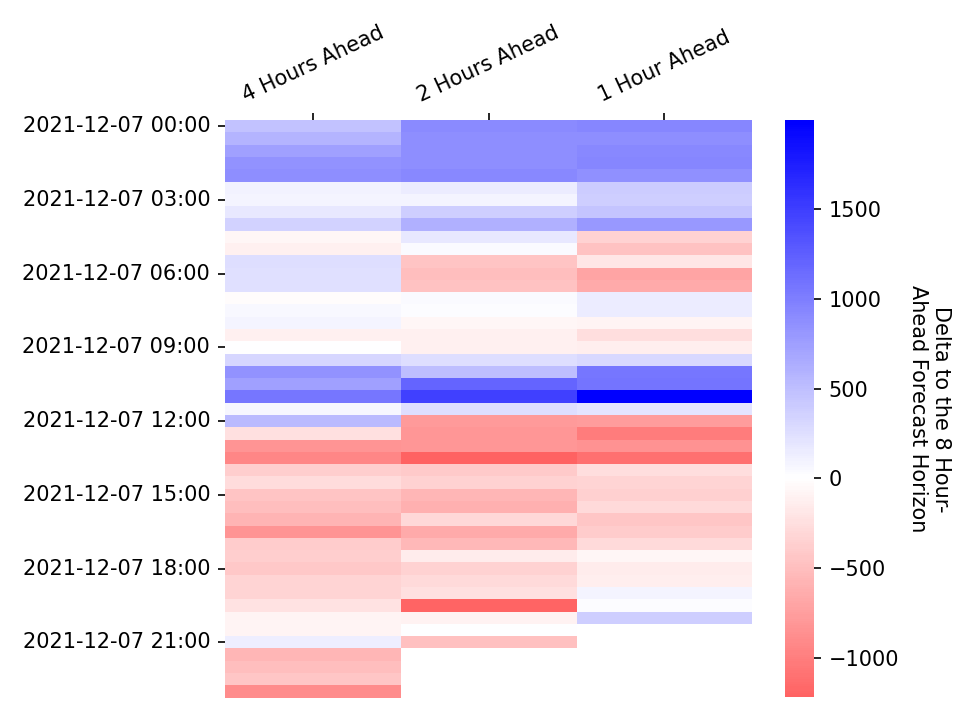 4 Hours Ahead
2 Hours Ahead
1 Hour Ahead
2021-12-07 00:00
2021-12-07 03:00
2021-12-07 06:00
2021-12-07 09:00
2021-12-07 12:00
2021-12-07 15:00
2021-12-07 18:00
2021-12-07 21:00
1500
1000
500
0
−500
−1000
Delta to the 8 Hour-
Ahead Forecast Horizon